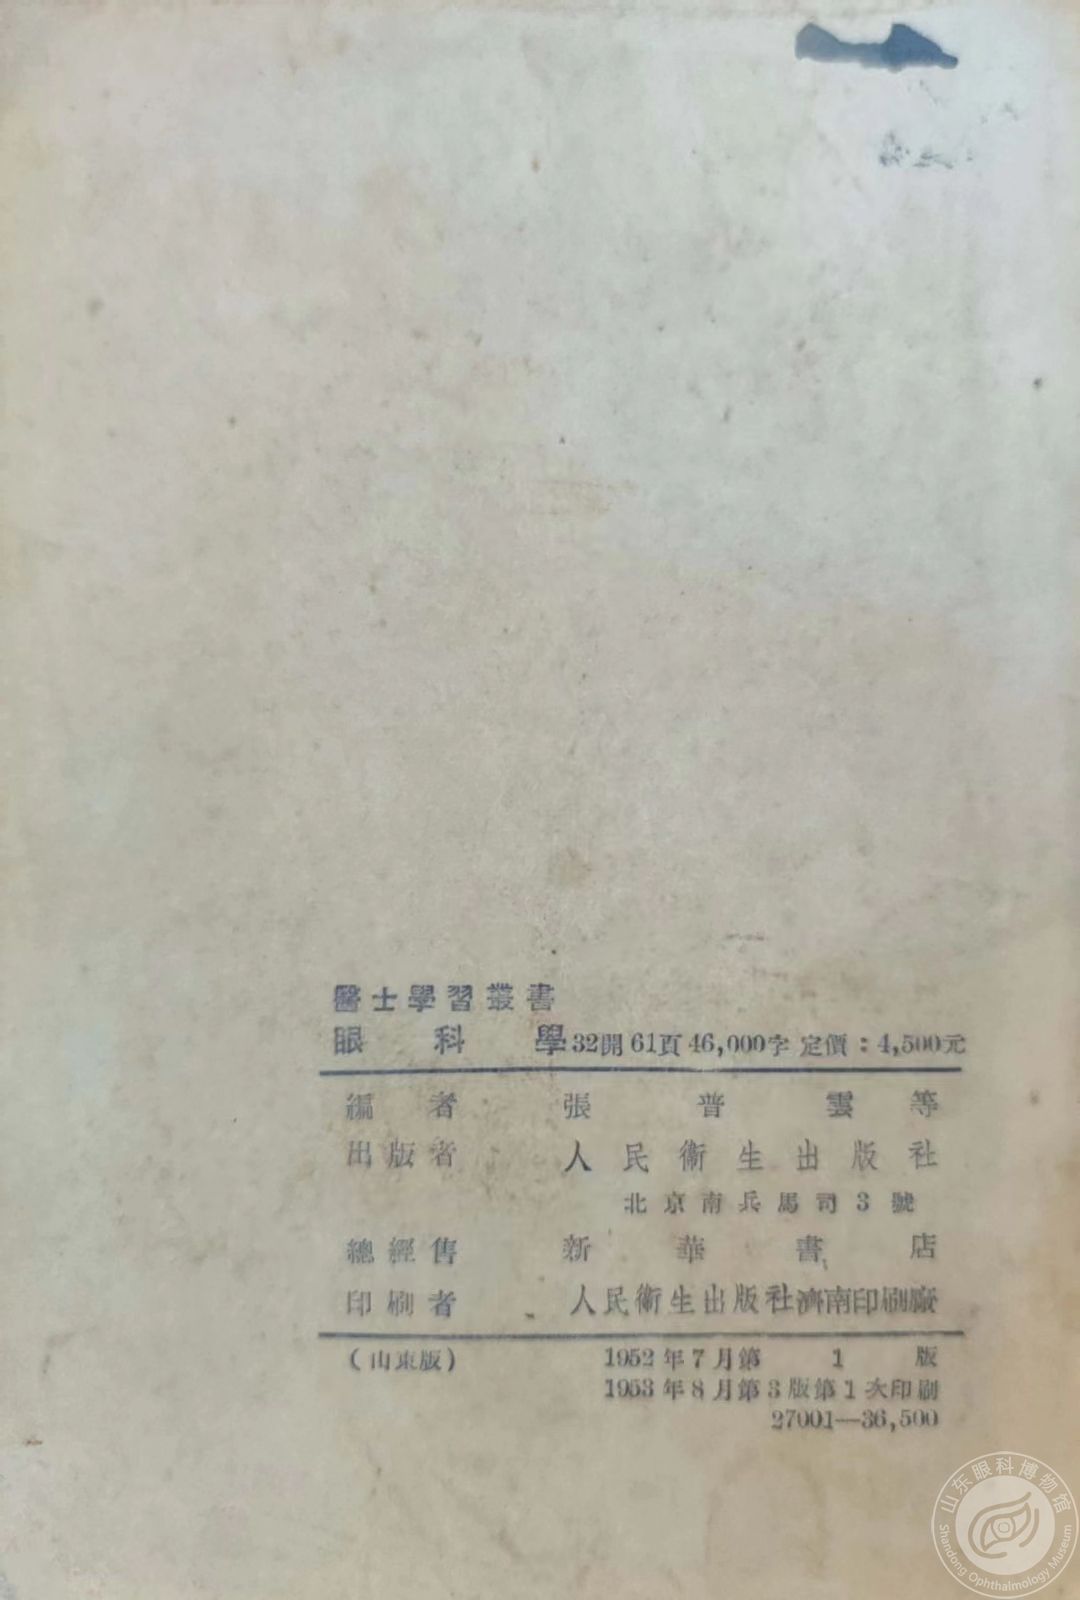 醫士學習叢書
眼科學 32開 61頁 46,000字 定價：4,500元
編者 張普雲等
出版者 人民衞生出版社
北京南兵馬司3號
總經售 新華書店
印刷者 人民衞生出版社濟南印刷廠
(山東版) 1952年7月第1版
1953年8月第3版第1次印刷
27001—36,500
山东眼科博物馆
Shandong Ophthalmology Museum